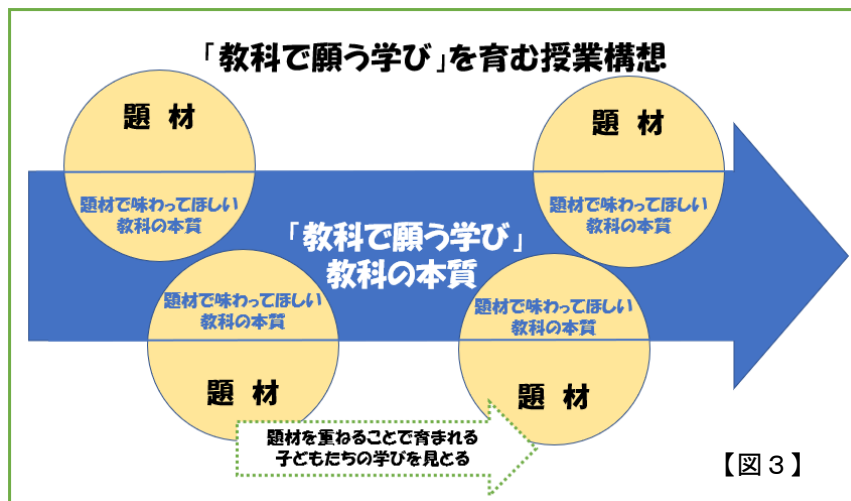 「教科で願う学び」を育む授業構想
題 材
題材で味わってほしい
教科の本質
題 材
題材で味わってほしい
教科の本質
「教科で願う学び」
教科の本質
題材で味わってほしい
教科の本質
題 材
題材で味わってほしい
教科の本質
題 材
題材を重ねることで育まれる
子どもたちの学びを見とる
【図３】